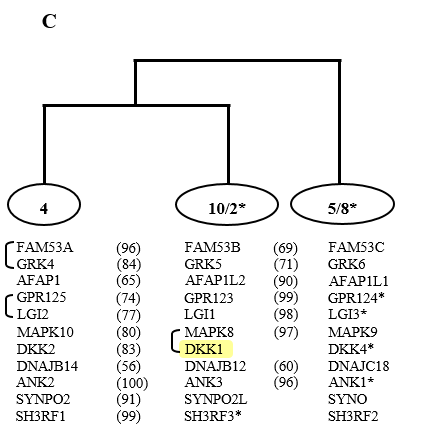 C
4 10/2* 5/8*
FAM53A (96) FAM53B (69) FAM53C
GRK4 (84) GRK5 (71) GRK6
AFAP1 (65) AFAP1L2 (90) AFAP1L1
GPR125 (74) GPR123 (99) GPR124*
LGI2 (77) LGI1 (98) LGI3*
MAPK10 (80) MAPK8 (97) MAPK9
DKK2 (83) DKK1 DKK4*
DNAJB14 (56) DNAJB12 (60) DNAJC18
ANK2 (100) ANK3 (96) ANK1*
SYNPO2 (91) SYNPO2L SYNO
SH3RF1 (99) SH3RF3* SH3RF2